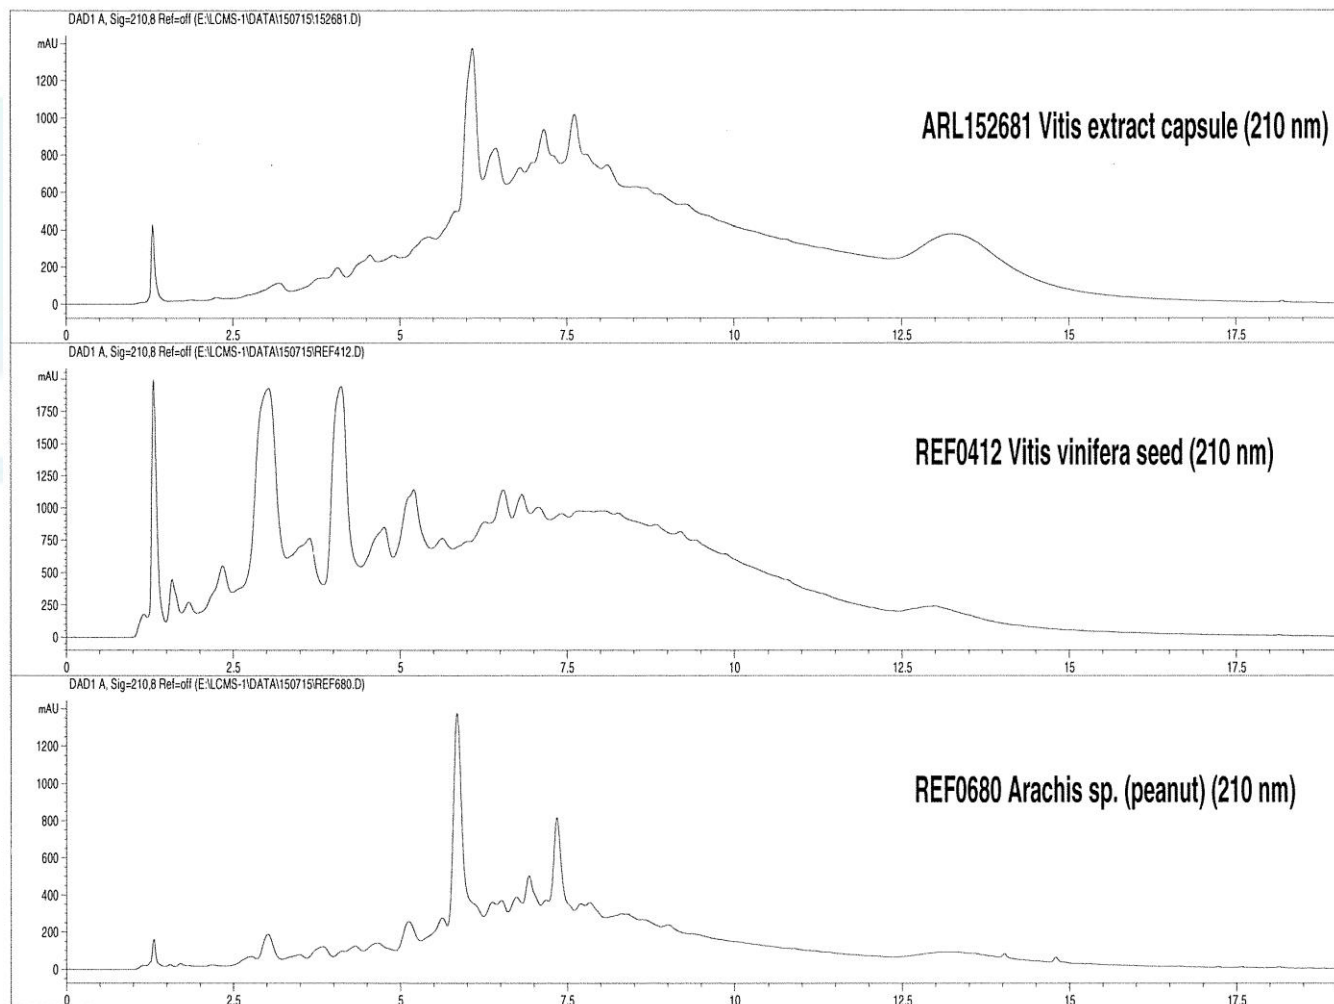 DAD1 A, Sig=210,8 Ref=off (E:\LCMS-1\DATA\150715\152681.D)
mAU
1200
1000
800
600
400
200
0
ARL152681 Vitis extract capsule (210 nm)
0 2.5 5 7.5 10 12.5 15 17.5
DAD1 A, Sig=210,8 Ref=off (E:\LCMS-1\DATA\150715\REF412.D)
mAU
1750
1500
1250
1000
750
500
250
0
REF0412 Vitis vinifera seed (210 nm)
0 2.5 5 7.5 10 12.5 15 17.5
DAD1 A, Sig=210,8 Ref=off (E:\LCMS-1\DATA\150715\REF680.D)
mAU
1200
1000
800
600
400
200
0
REF0680 Arachis sp. (peanut) (210 nm)
0 2.5 5 7.5 10 12.5 15 17.5